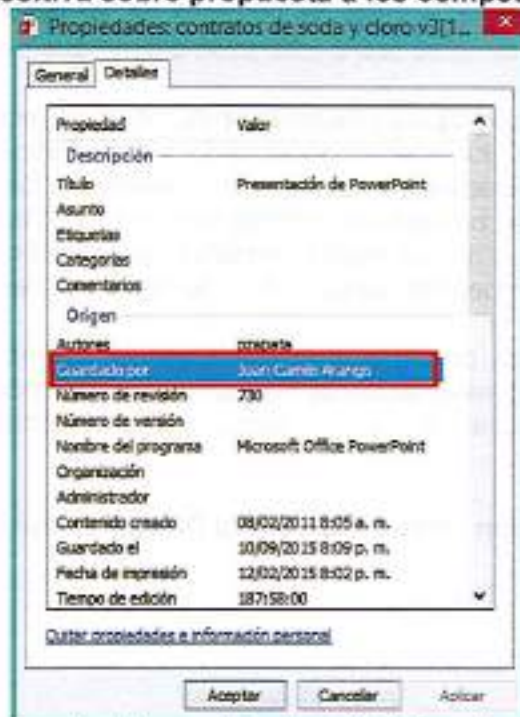 sobre propuesta a los
Propiedades: contratos de soda y cloro v3[1...
General Detalles
Propiedad Valor
Descripción
Título Presentación de PowerPoint
Asunto
Etiquetas
Categorías
Comentarios
Origen
Autores
Guardado por Juan Camilo Arango
Número de revisión 730
Número de versión
Nombre del programa Microsoft Office PowerPoint
Organización
Administrador
Contenido creado 08/02/2011 8:05 a. m.
Guardado el 10/09/2015 8:09 p. m.
Fecha de impresión 12/02/2015 8:02 p. m.
Tiempo de edición 187:58:00
Quitar propiedades e información personal
Aceptar Cancelar Aplicar